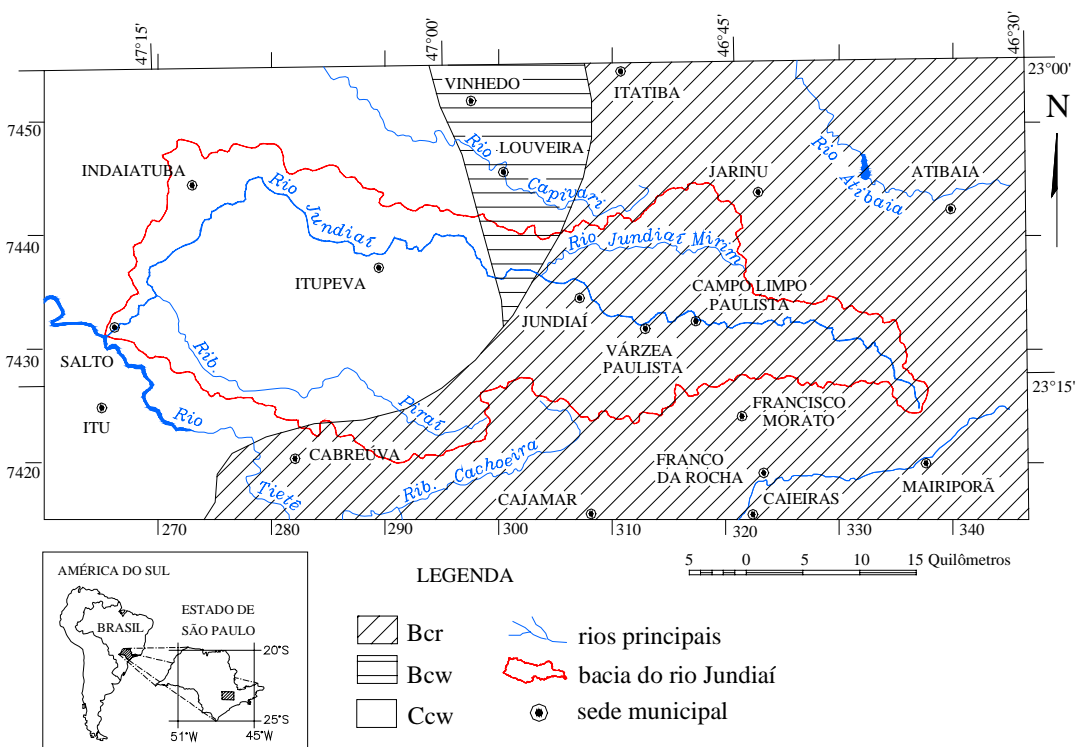 47°15'
47°00
46°45'
46°30'
23°00'
VINHEDO
ITATIBA
N
7450
Rio
Capivari
LOUVEIRA
Rio
Atibaia
INDAIATUBA
Rio
Jundiaí
JARINU
ATIBAIA
7440
Rio Jundiaí Mirim
ITUPEVA
CAMPO LIMPO
PAULISTA
JUNDIAÍ
7430
SALTO
Rib.
Piraí
VÁRZEA
PAULISTA
23°15'
ITU
Rio
Tietê
FRANCISCO
MORATO
7420
CABREÚVA
Rib. Cachoeira
FRANCO
DA ROCHA
MAIRIPORÃ
CAJAMAR
CAIEIRAS
270
280
290
300
310
320
330
340
5 0 5 10 15 Quilômetros
AMÉRICA DO SUL
BRASIL
ESTADO DE
SÃO PAULO
20°S
25°S
51°W
45°W
LEGENDA
Bcr
Bcw
Ccw
rios principais
bacia do rio Jundiaí
sede municipal